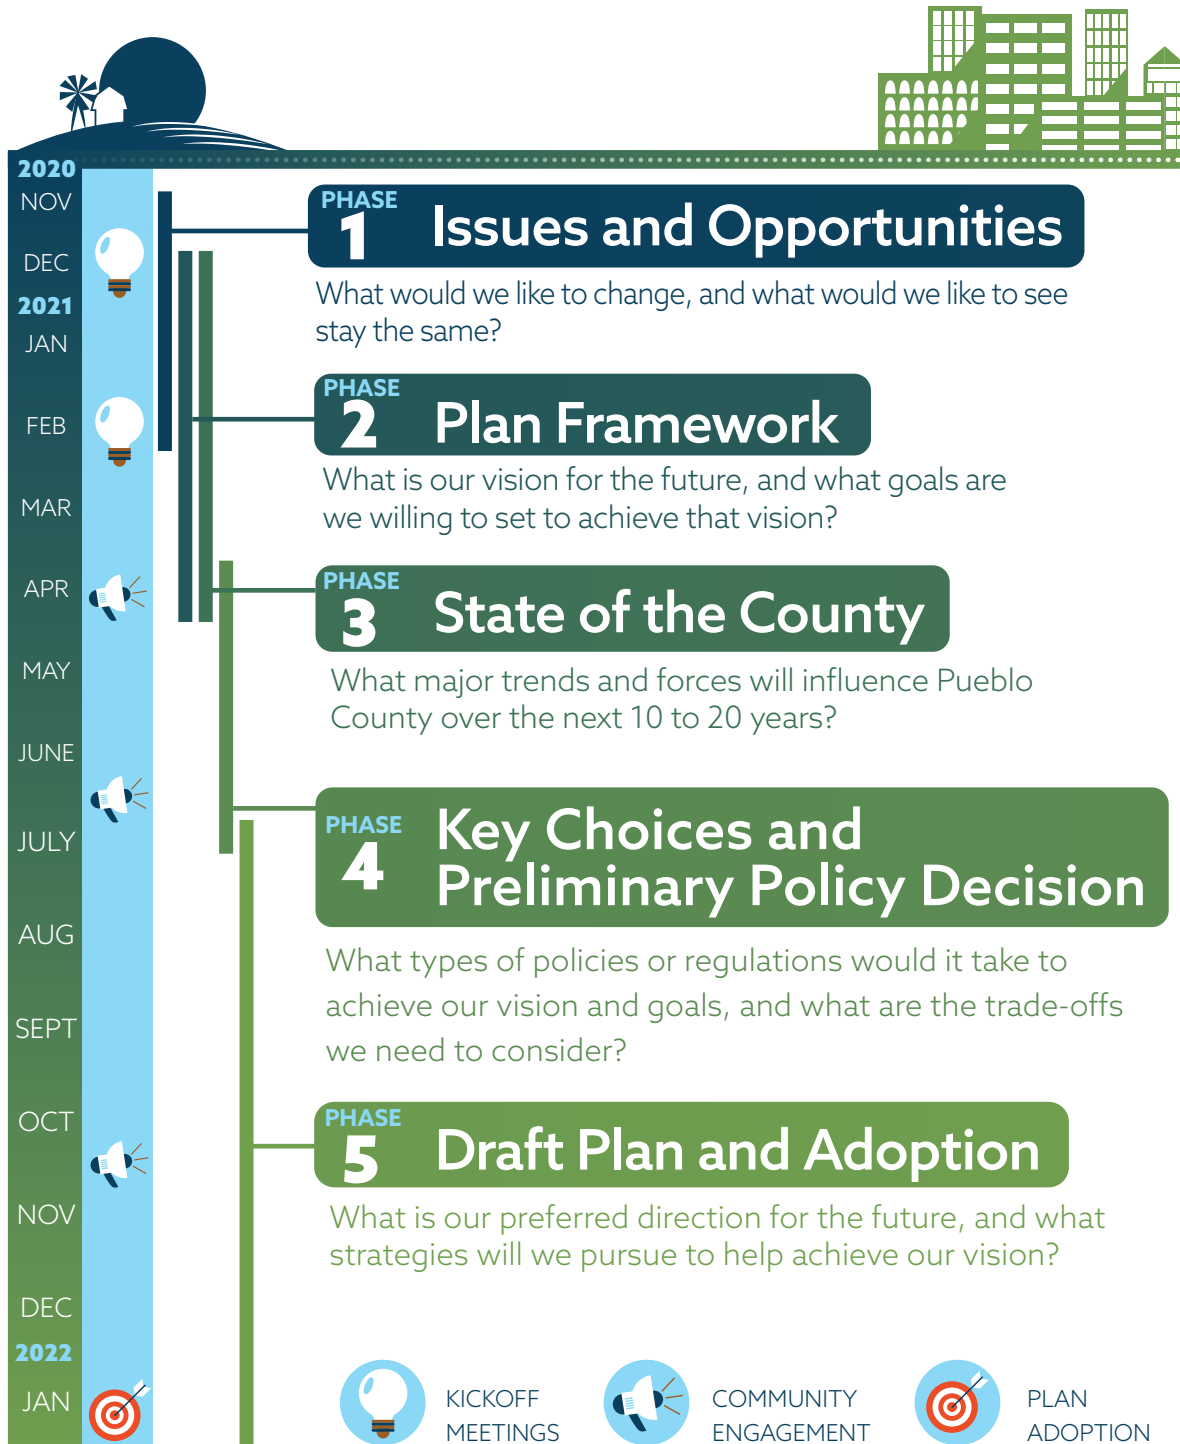 2020
NOV
DEC
2021
JAN
FEB
MAR
APR
MAY
JUNE
JULY
AUG
SEPT
OCT
NOV
DEC
2022
JAN
PHASE
1
Issues and Opportunities
What would we like to change, and what would we like to see
stay the same?
PHASE
2
Plan Framework
What is our vision for the future, and what goals are
we willing to set to achieve that vision?
PHASE
3
State of the County
What major trends and forces will influence Pueblo
County over the next 10 to 20 years?
PHASE
4
Key Choices and
Preliminary Policy Decision
What types of policies or regulations would it take to
achieve our vision and goals, and what are the trade-offs
we need to consider?
PHASE
5
Draft Plan and Adoption
What is our preferred direction for the future, and what
strategies will we pursue to help achieve our vision?
KICKOFF
MEETINGS
COMMUNITY
ENGAGEMENT
PLAN
ADOPTION